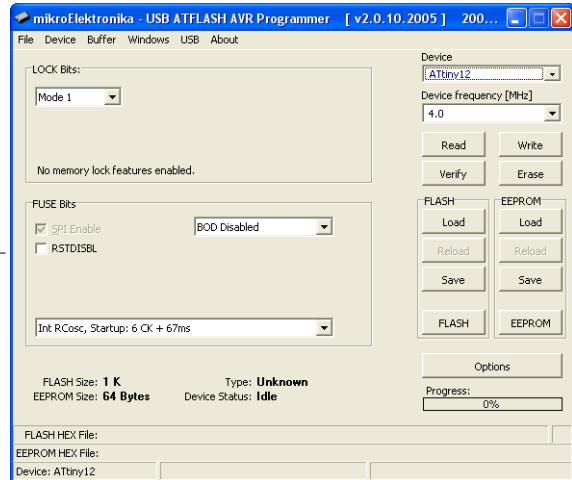 mikroElektronika - USB ATFLASH AVR Programmer [ v2.0.10.2005 ] 200...
File Device Buffer Windows USB About
LOCK Bits:
Mode 1
No memory lock features enabled.
FUSE Bits
SPI Enable
BOD Disabled
RSTDISBL
Int RCosc, Startup: 6 CK + 67ms
FLASH Size: 1 K
Type: Unknown
EEPROM Size: 64 Bytes
Device Status: Idle
Device
ATtiny12
Device frequency [MHz]
4.0
Read Write
Verify Erase
FLASH EEPROM
Load Load
Reload Reload
Save Save
FLASH EEPROM
Options
Progress:
0%
FLASH HEX File:
EEPROM HEX File:
Device: ATtiny12